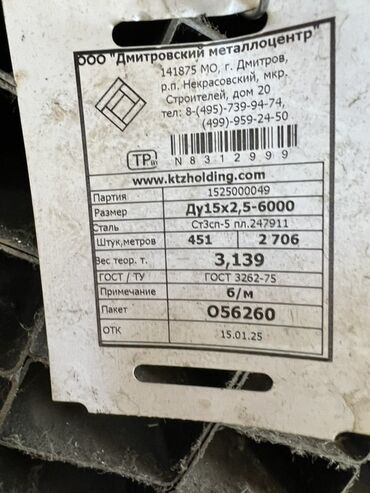 ООО "Дмитровский металлоцентр"
141875 МО, г. Дмитров,
р.п. Некрасовский, мкр.
Строителей, дом 20
тел: 8-(495)-739-94-74,
(499)-959-24-50
ТР
N8312999
www.ktzholding.com
Партия 1525000049
Размер Ду15х2,5-6000
Сталь Ст3сп-5 пл.247911
Штук,метров 451 2 706
Вес теор. т. 3,139
ГОСТ / ТУ ГОСТ 3262-75
Примечание б/м
Пакет О56260
ОТК 15.01.25